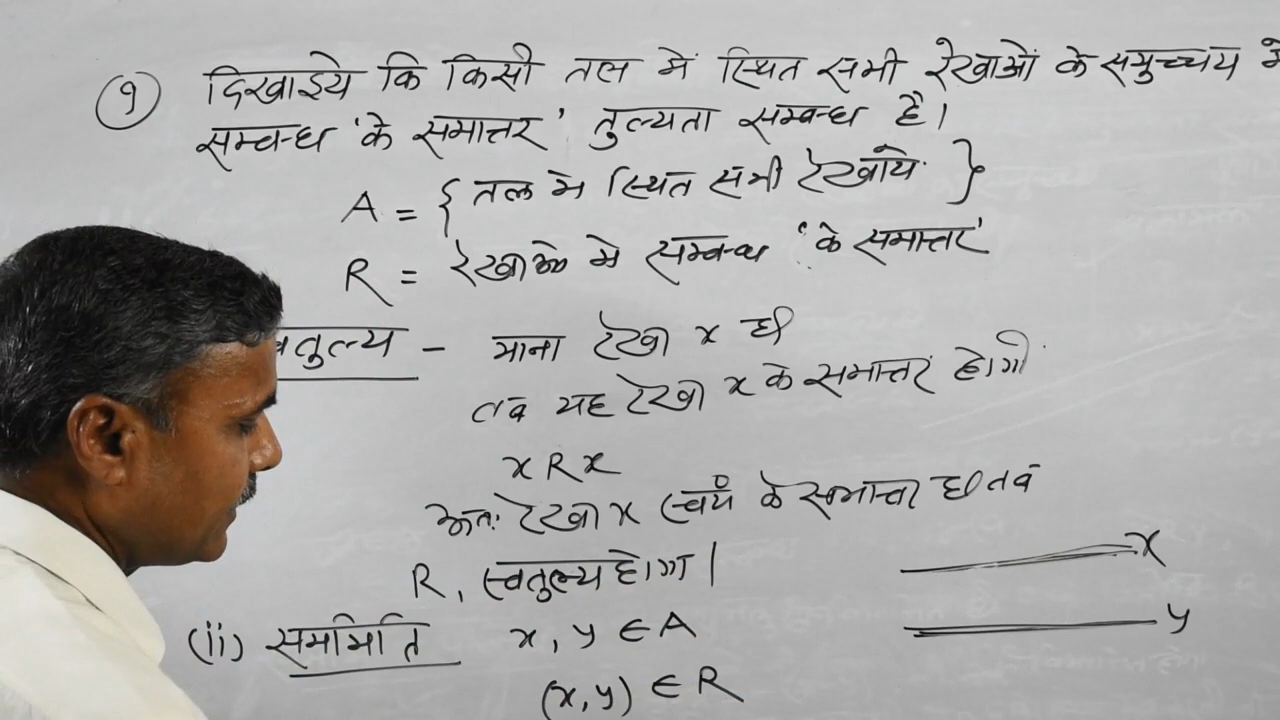 ① दिखाइये कि किसी तल में स्थित सभी रेखाओं के समुच्चय मे
सम्बन्ध 'के समान्तर' तुल्यता सम्बन्ध है।
A = { तल मे स्थित सभी रेखाये }
R = रेखाओ मे सम्बन्ध 'के समान्तर'
वतुल्य - माना रेखा x है
तब यह रेखा x के समान्तर होगी
x R x
अतः रेखा x स्वयं के समान्तर है तब
R, स्वतुल्य होगा।
x
y
(ii) सममिति x, y ∈ A
(x, y) ∈ R